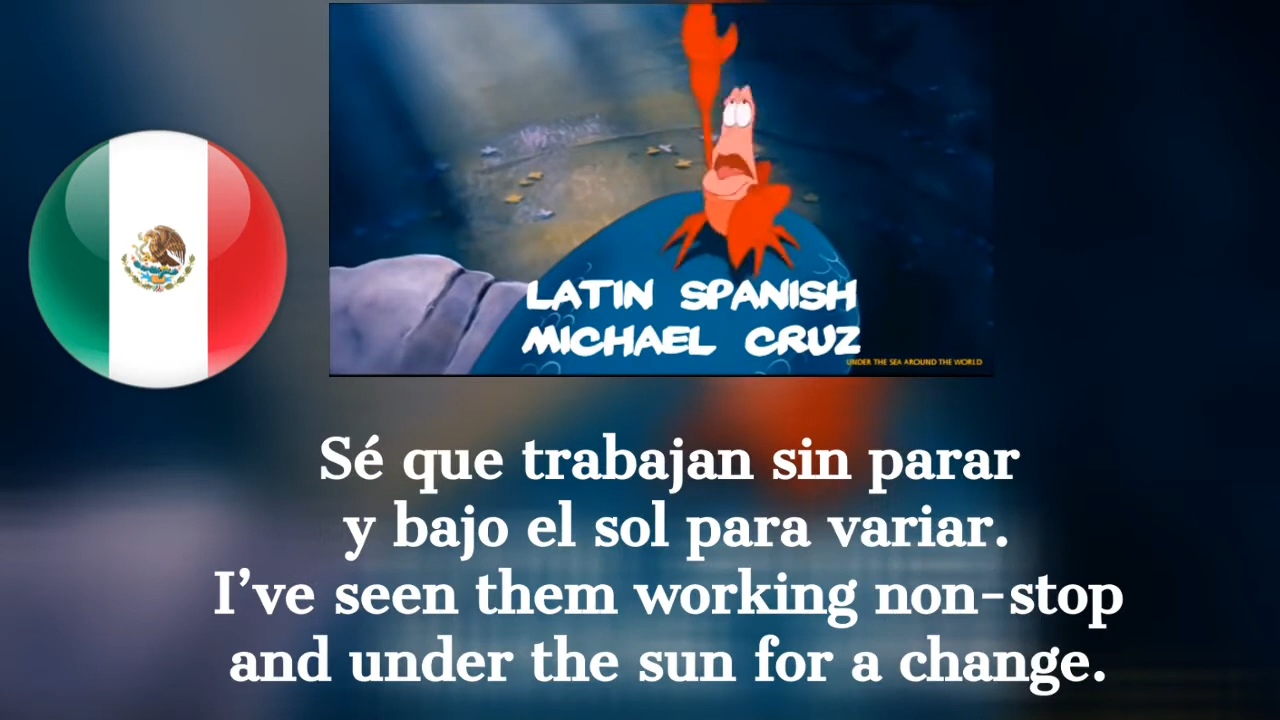 LATIN SPANISH
MICHAEL CRUZ
UNDER THE SEA AROUND THE WORLD
Sé que trabajan sin parar
y bajo el sol para variar.
I've seen them working non-stop
and under the sun for a change.